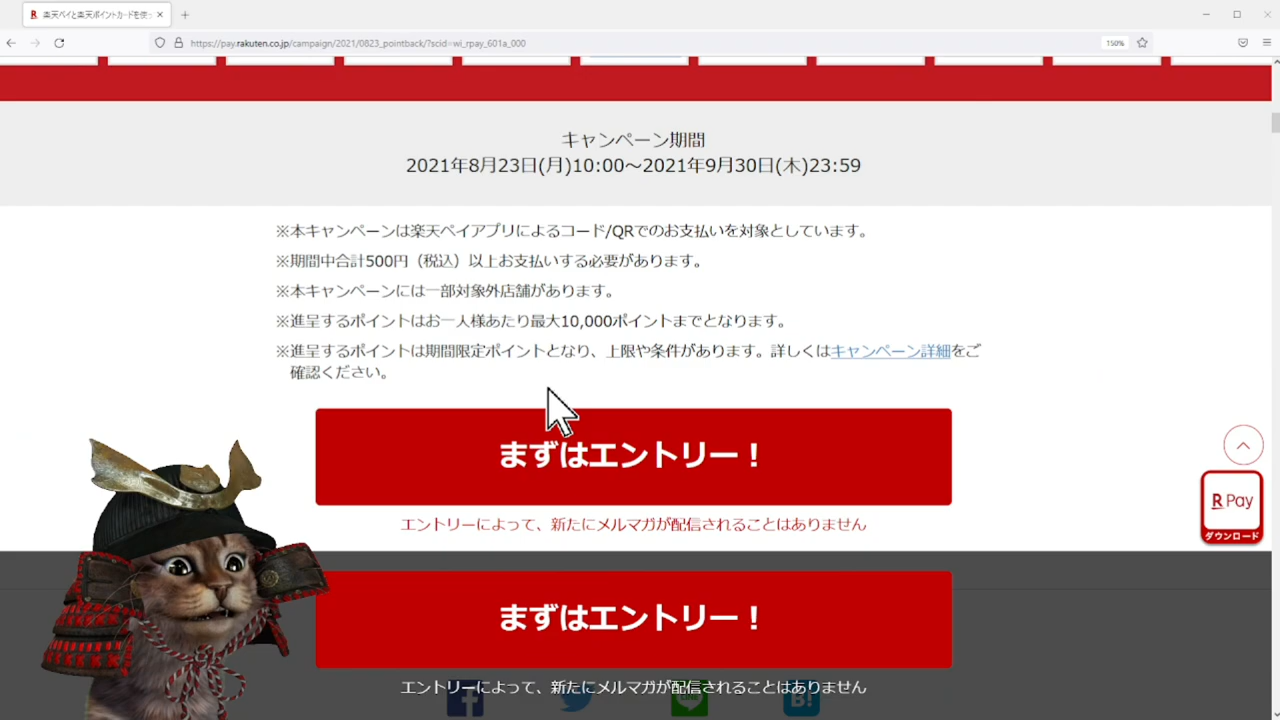 楽天ペイと楽天ポイントカードを使っ
https://pay.rakuten.co.jp/campaign/2021/0823_pointback/?scid=wi_rpay_601a_000
150%
キャンペーン期間
2021年8月23日(月)10:00〜2021年9月30日(木)23:59
※本キャンペーンは楽天ペイアプリによるコード/QRでのお支払いを対象としています。
※期間中合計500円（税込）以上お支払いする必要があります。
※本キャンペーンには一部対象外店舗があります。
※進呈するポイントはお一人様あたり最大10,000ポイントまでとなります。
※進呈するポイントは期間限定ポイントとなり、上限や条件があります。詳しくはキャンペーン詳細をご
確認ください。
まずはエントリー！
エントリーによって、新たにメルマガが配信されることはありません
R Pay
ダウンロード
まずはエントリー！
エントリーによって、新たにメルマガが配信されることはありません
B!